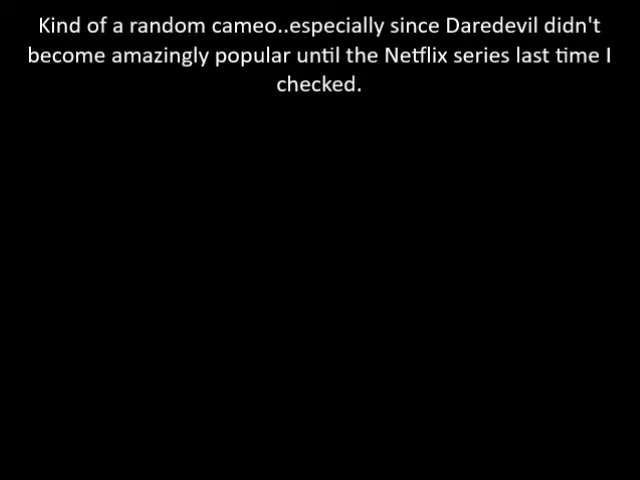 Kind of a random cameo..especially since Daredevil didn't
become amazingly popular until the Netflix series last time I
checked.